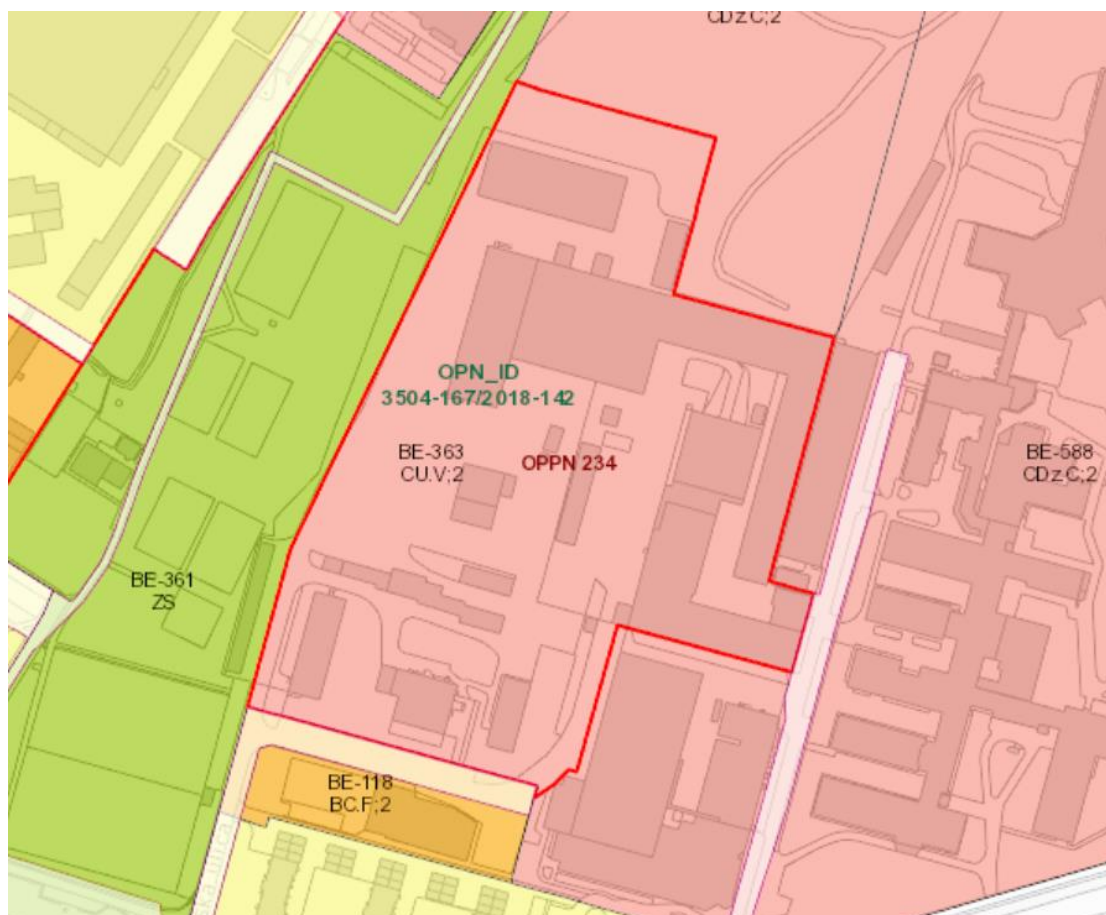 CDz.C;2
OPN_ID
3504-167/2018-142
BE-363
CU.V;2
OPPN 234
BE-588
CDz.C;2
BE-361
ZS
BE-118
BC.F;2